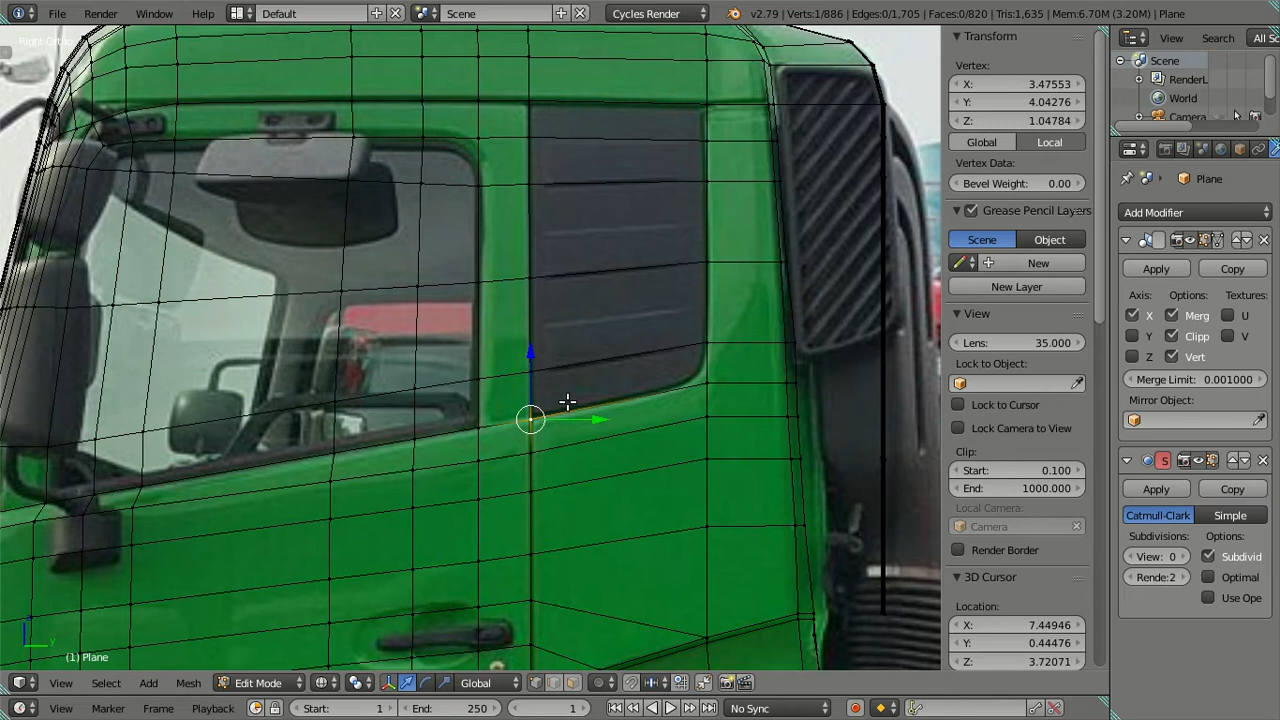 File Render Window Help Default Scene Cycles Render v2.79 | Verts:1/886 | Edges:0/1,705 | Faces:0/820 | Tris:1,635 | Mem:6.70M (3.20M) | Plane
Right Ortho
Transform
Vertex:
X: 3.47553
Y: 4.04276
Z: 1.04784
Global Local
Vertex Data:
Bevel Weight: 0.00
Grease Pencil Layers
Scene Object
New
New Layer
View
Lens: 35.000
Lock to Object:
Lock to Cursor
Lock Camera to View
Clip:
Start: 0.100
End: 1000.000
Local Camera:
Camera
Render Border
3D Cursor
Location:
X: 7.44946
Y: 0.44476
Z: 3.72071
View Search All Sc
Scene
RenderL
World
Camera
Plane
Add Modifier
Apply Copy
Axis: Options: Textures:
X Merg U
Y Clipp V
Z Vert
Merge Limit: 0.001000
Mirror Object:
S
Apply Copy
Catmull-Clark Simple
Subdivisions: Options:
View: 0 Subdivid
Rende:2 Optimal
Use Ope
z
y
(1) Plane
View Select Add Mesh Edit Mode Global
View Marker Frame Playback Start: 1 End: 250 1 No Sync